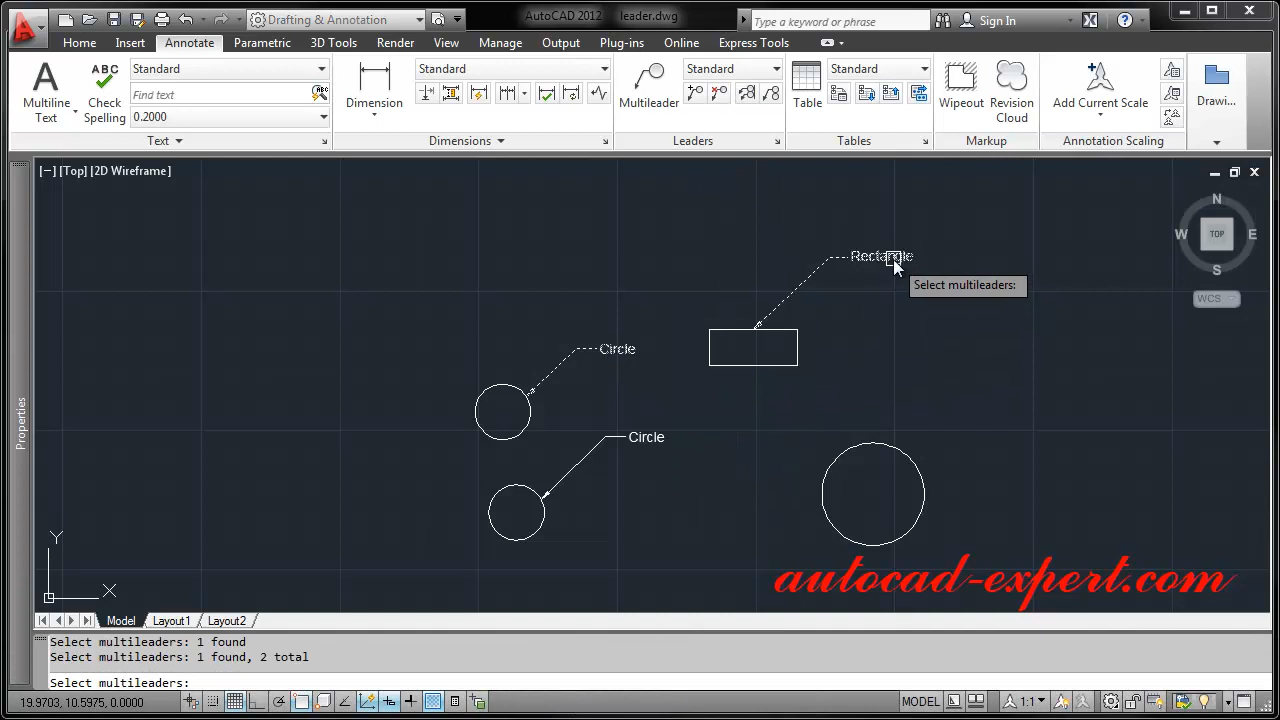 Drafting & Annotation
AutoCAD 2012 leader.dwg
Type a keyword or phrase
Sign In
Home Insert Annotate Parametric 3D Tools Render View Manage Output Plug-ins Online Express Tools
Multiline Text
Check Spelling
Standard
Find text
0.2000
Dimension
Standard
Multileader
Standard
Table
Standard
Wipeout
Revision Cloud
Add Current Scale
Drawi...
Text
Dimensions
Leaders
Tables
Markup
Annotation Scaling
[−] [Top] [2D Wireframe]
N
W TOP E
S
WCS
Rectangle
Select multileaders:
Circle
Circle
Properties
Y
X
autocad-expert.com
Model Layout1 Layout2
Select multileaders: 1 found
Select multileaders: 1 found, 2 total
Select multileaders:
19.9703, 10.5975, 0.0000
MODEL
1:1